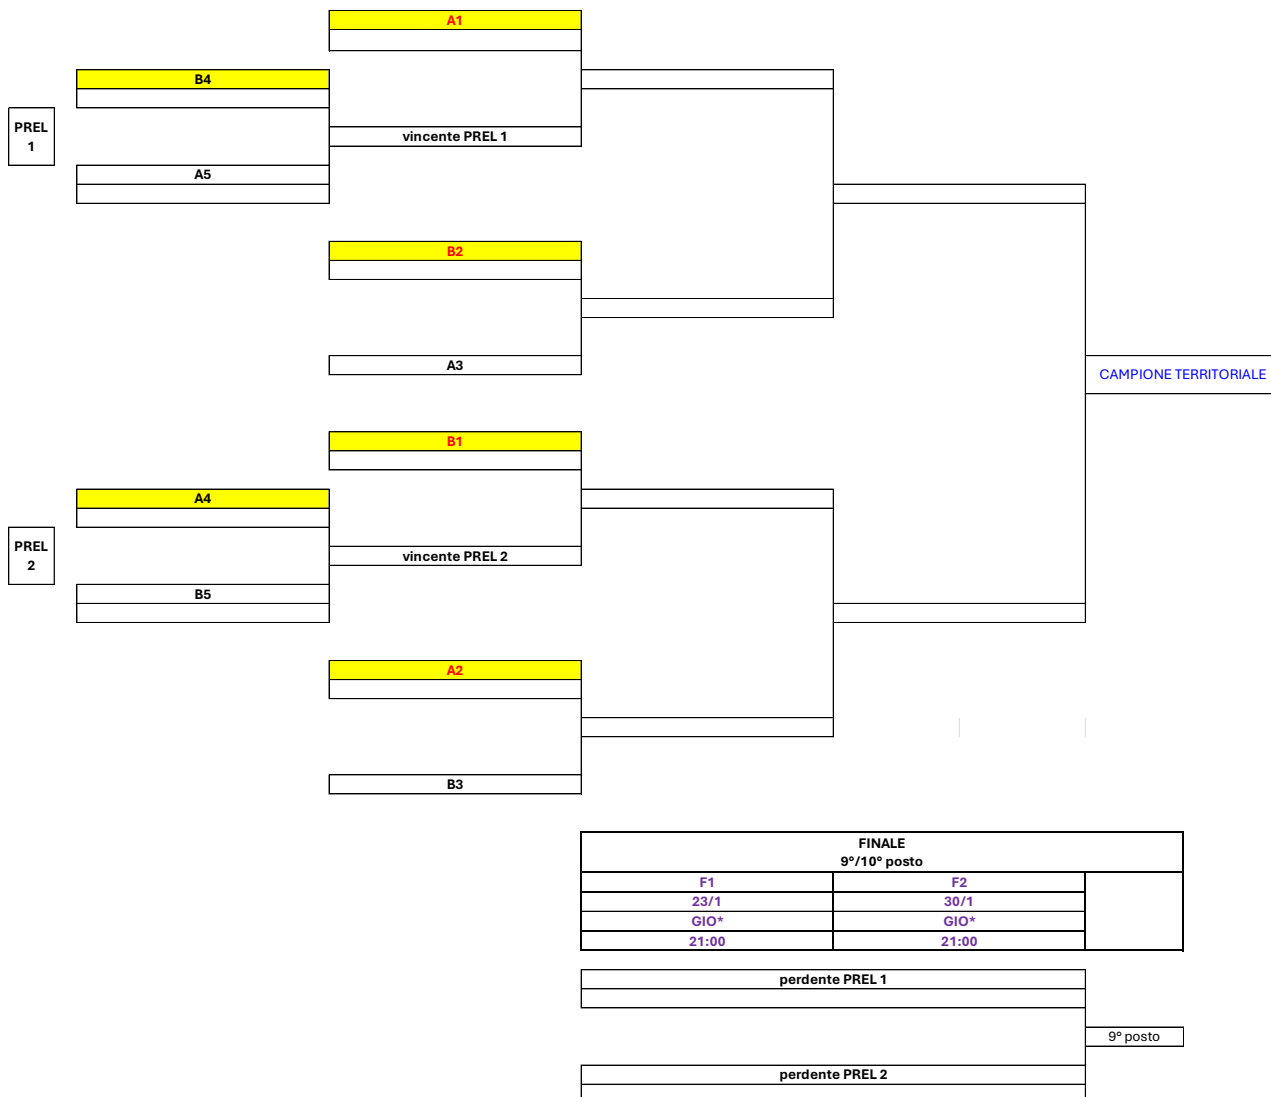 A1
B4
PREL
1
vincente PREL 1
A5
B2
A3
CAMPIONE TERRITORIALE
B1
A4
PREL
2
vincente PREL 2
B5
A2
B3
FINALE
9°/10° posto
F1 F2
23/1 30/1
GIO* GIO*
21:00 21:00
perdente PREL 1
9° posto
perdente PREL 2